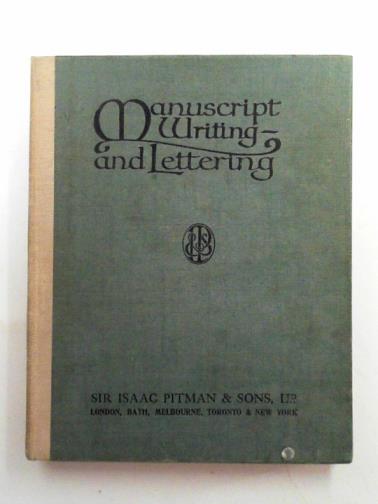 Manuscript
Writing-
and Lettering
SIR ISAAC PITMAN & SONS, LTD.
LONDON, BATH, MELBOURNE, TORONTO & NEW YORK